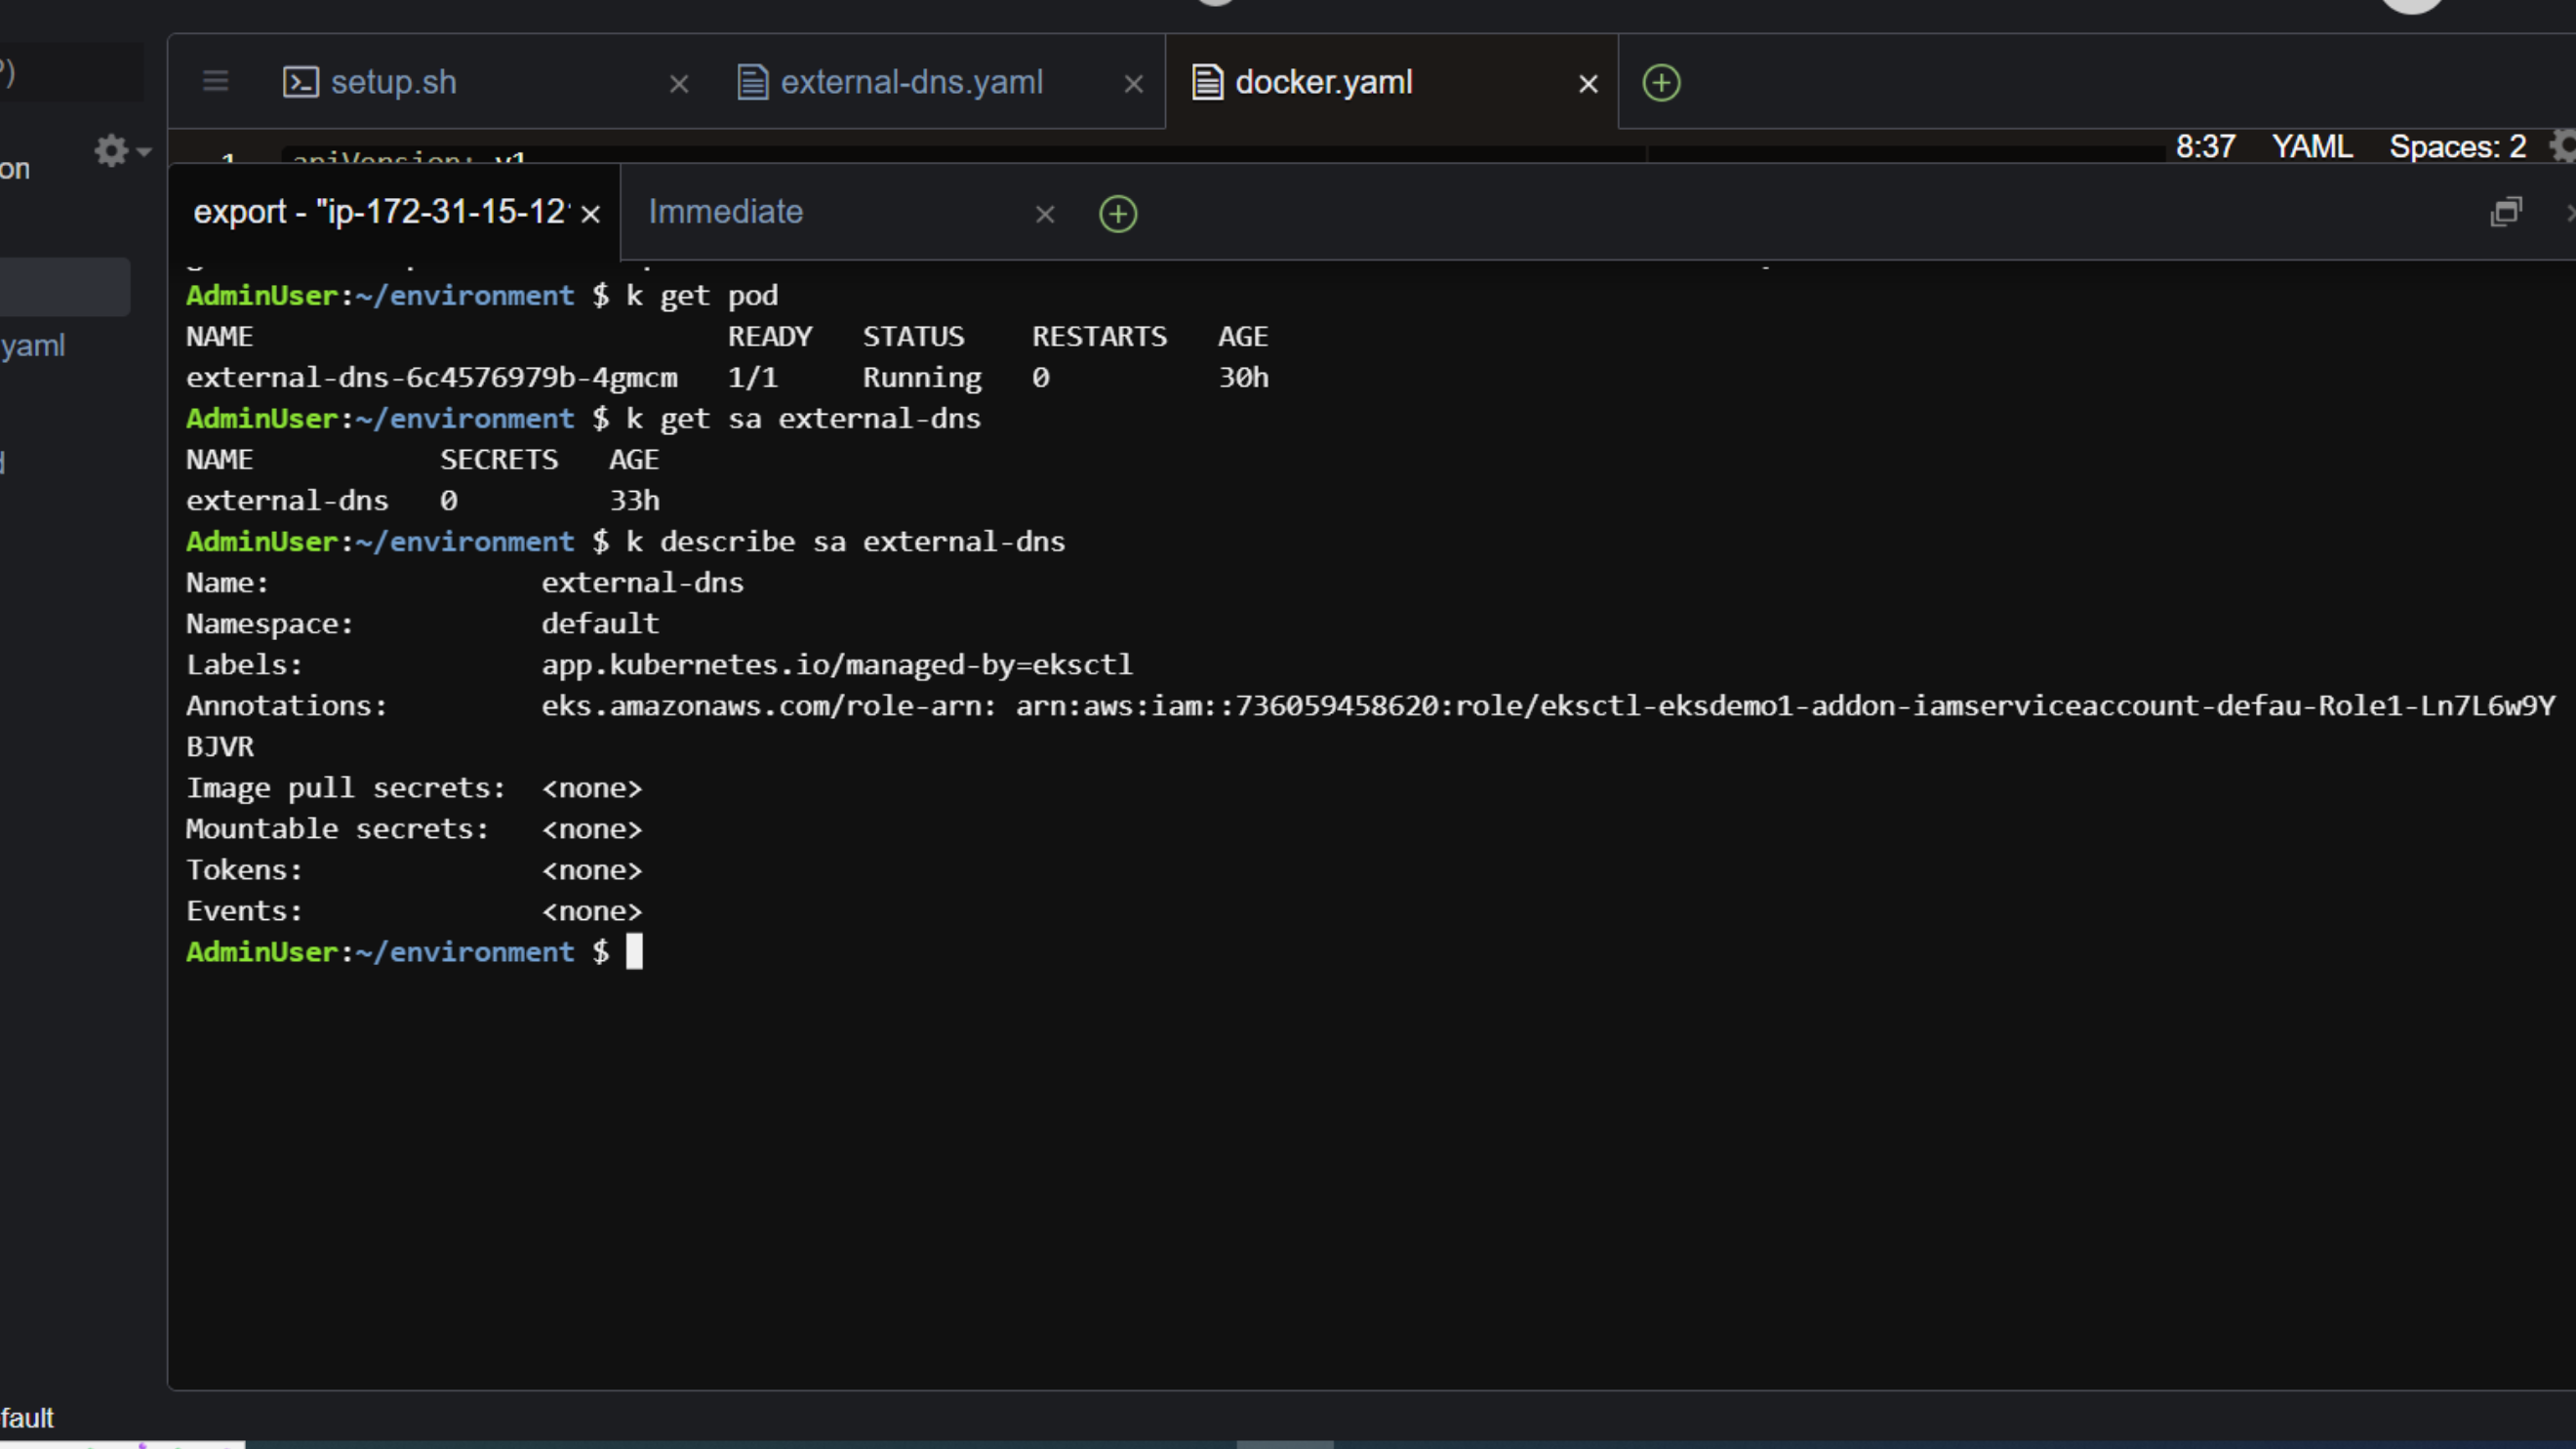 setup.sh
external-dns.yaml
docker.yaml
on
1 apiVersion: v1
8:37 YAML Spaces: 2
export - "ip-172-31-15-12
Immediate
AdminUser:~/environment $ k get pod
NAME READY STATUS RESTARTS AGE
yaml
external-dns-6c4576979b-4gmcm 1/1 Running 0 30h
AdminUser:~/environment $ k get sa external-dns
NAME SECRETS AGE
external-dns 0 33h
AdminUser:~/environment $ k describe sa external-dns
Name: external-dns
Namespace: default
Labels: app.kubernetes.io/managed-by=eksctl
Annotations: eks.amazonaws.com/role-arn: arn:aws:iam::736059458620:role/eksctl-eksdemo1-addon-iamserviceaccount-defau-Role1-Ln7L6w9Y
BJVR
Image pull secrets: <none>
Mountable secrets: <none>
Tokens: <none>
Events: <none>
AdminUser:~/environment $
fault